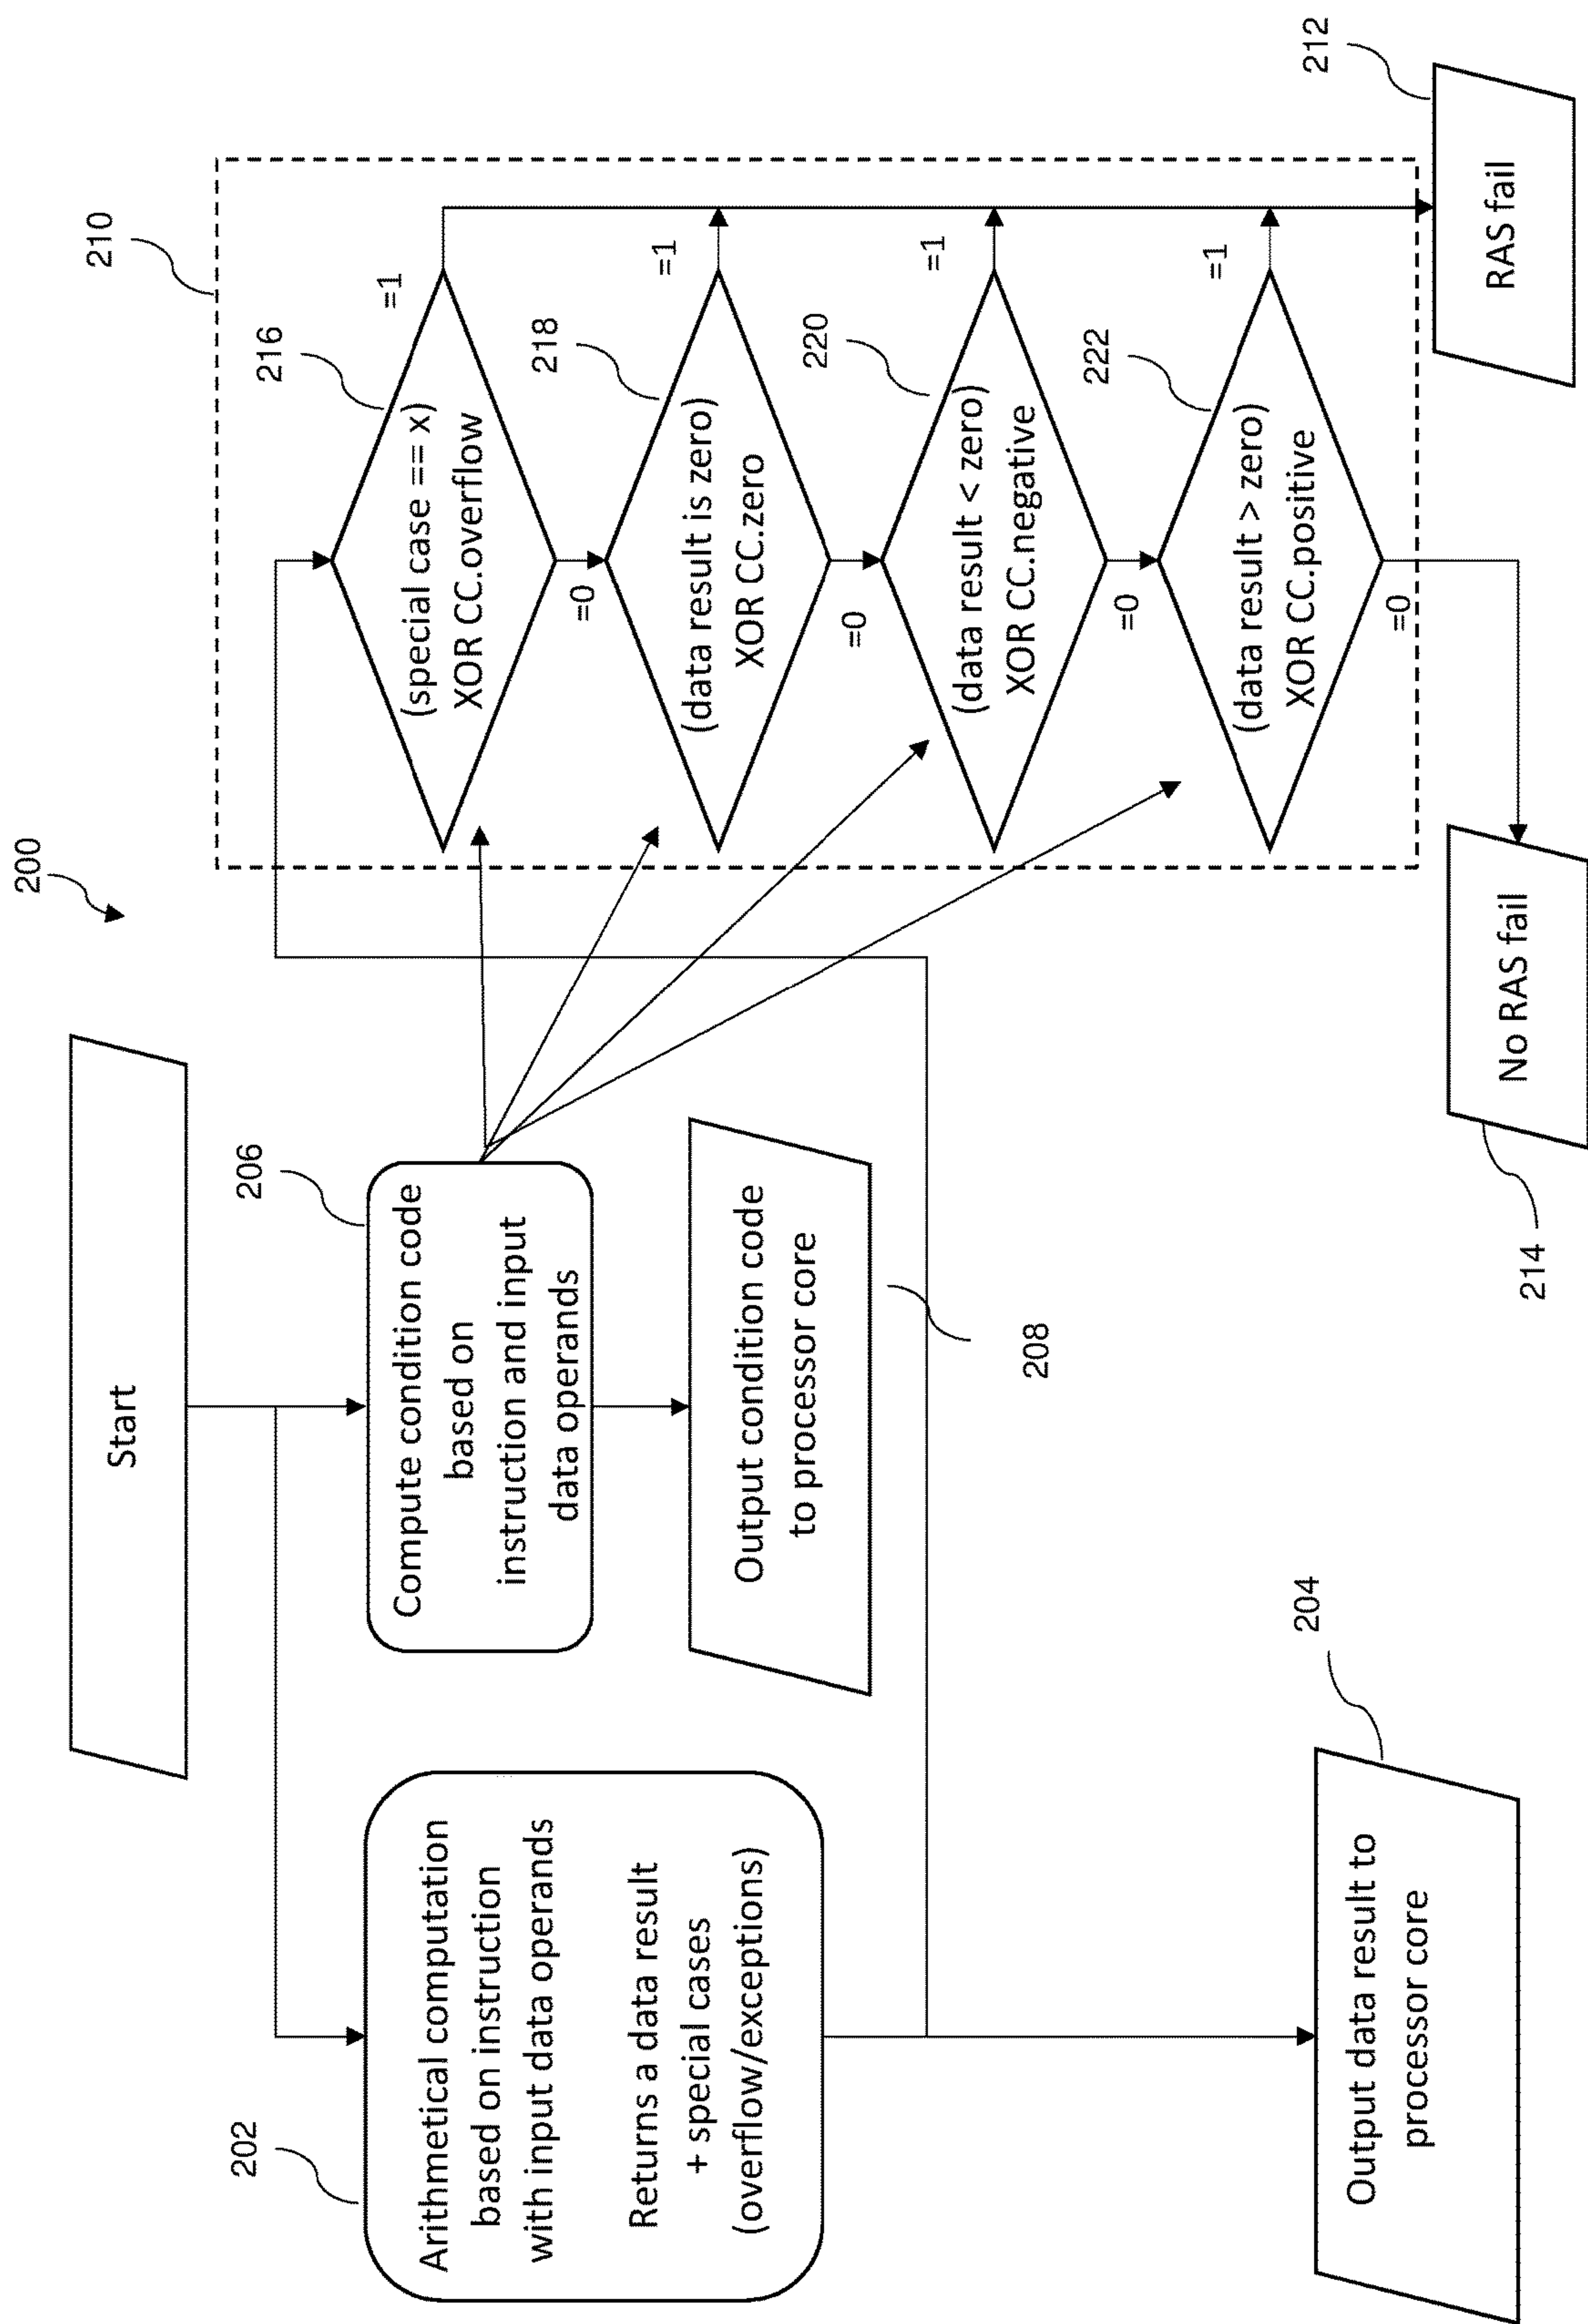 200
Start
202
Arithmetical computation
based on instruction
with input data operands
Returns a data result
+ special cases
(overflow/exceptions)
206
Compute condition code
based on
instruction and input
data operands
Output condition code
to processor core
208
204
Output data result to
processor core
210
216
(special case == x)
XOR CC.overflow
=1
=0
218
(data result is zero)
XOR CC.zero
=1
=0
220
(data result < zero)
XOR CC.negative
=1
=0
222
(data result > zero)
XOR CC.positive
=1
=0
214
No RAS fail
212
RAS fail